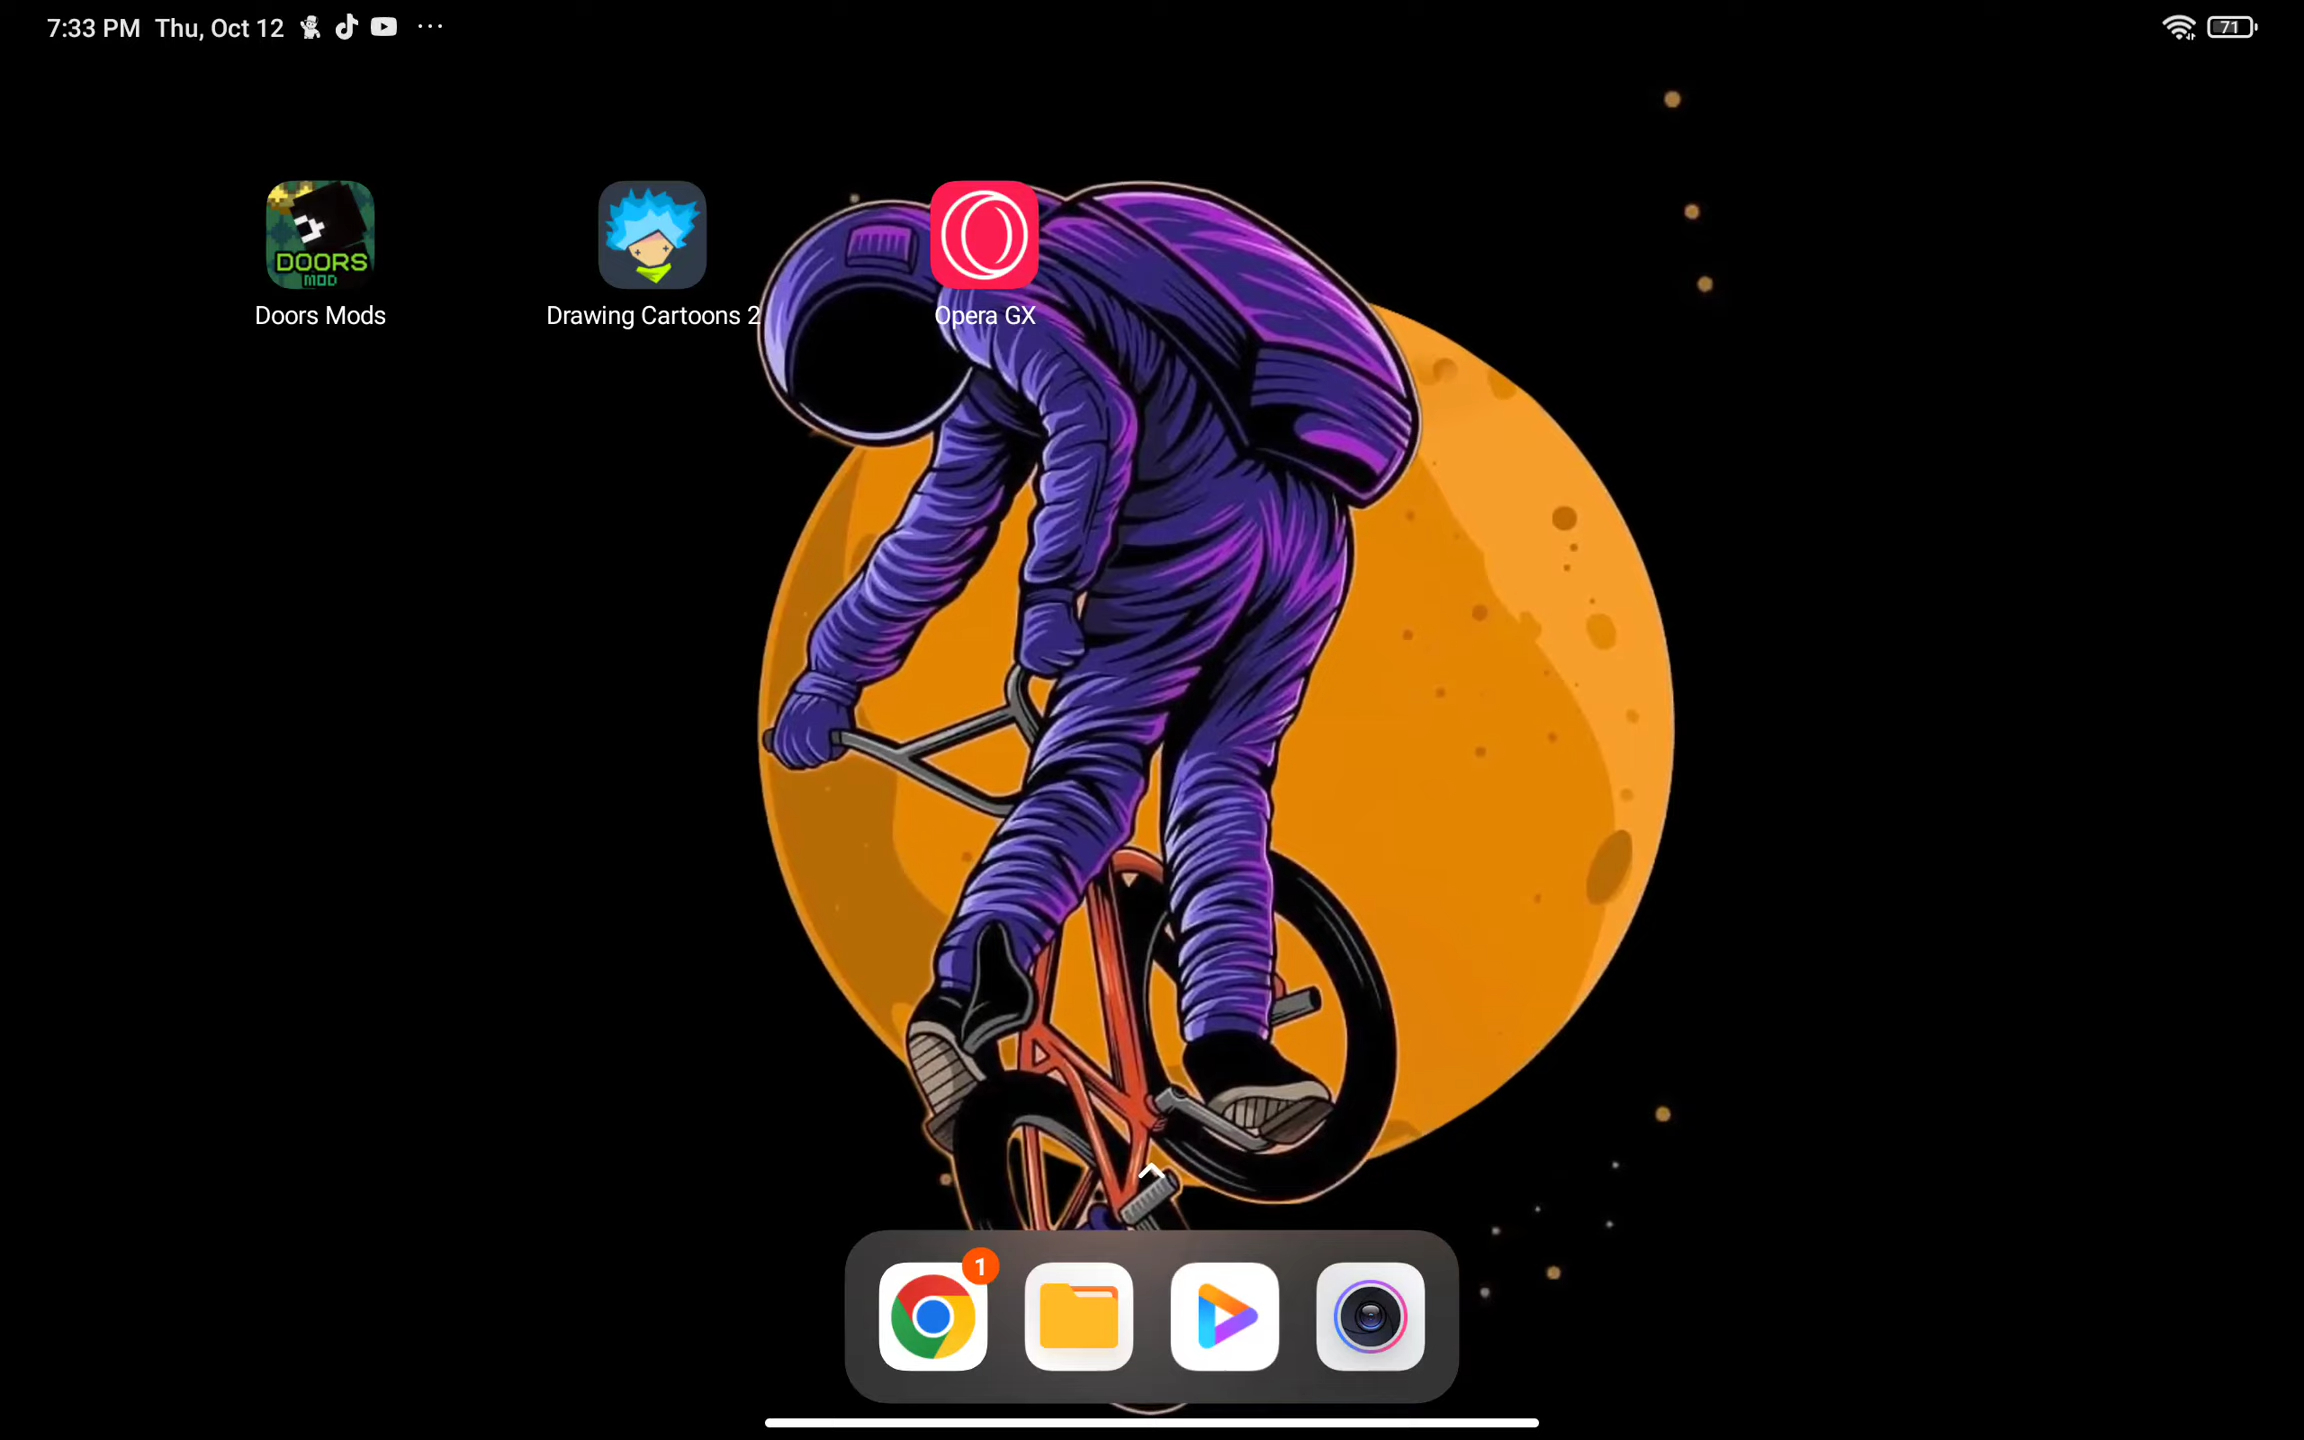 7:33 PM Thu, Oct 12
71
DOORS
MOD
Doors Mods
Drawing Cartoons 2
Opera GX
1